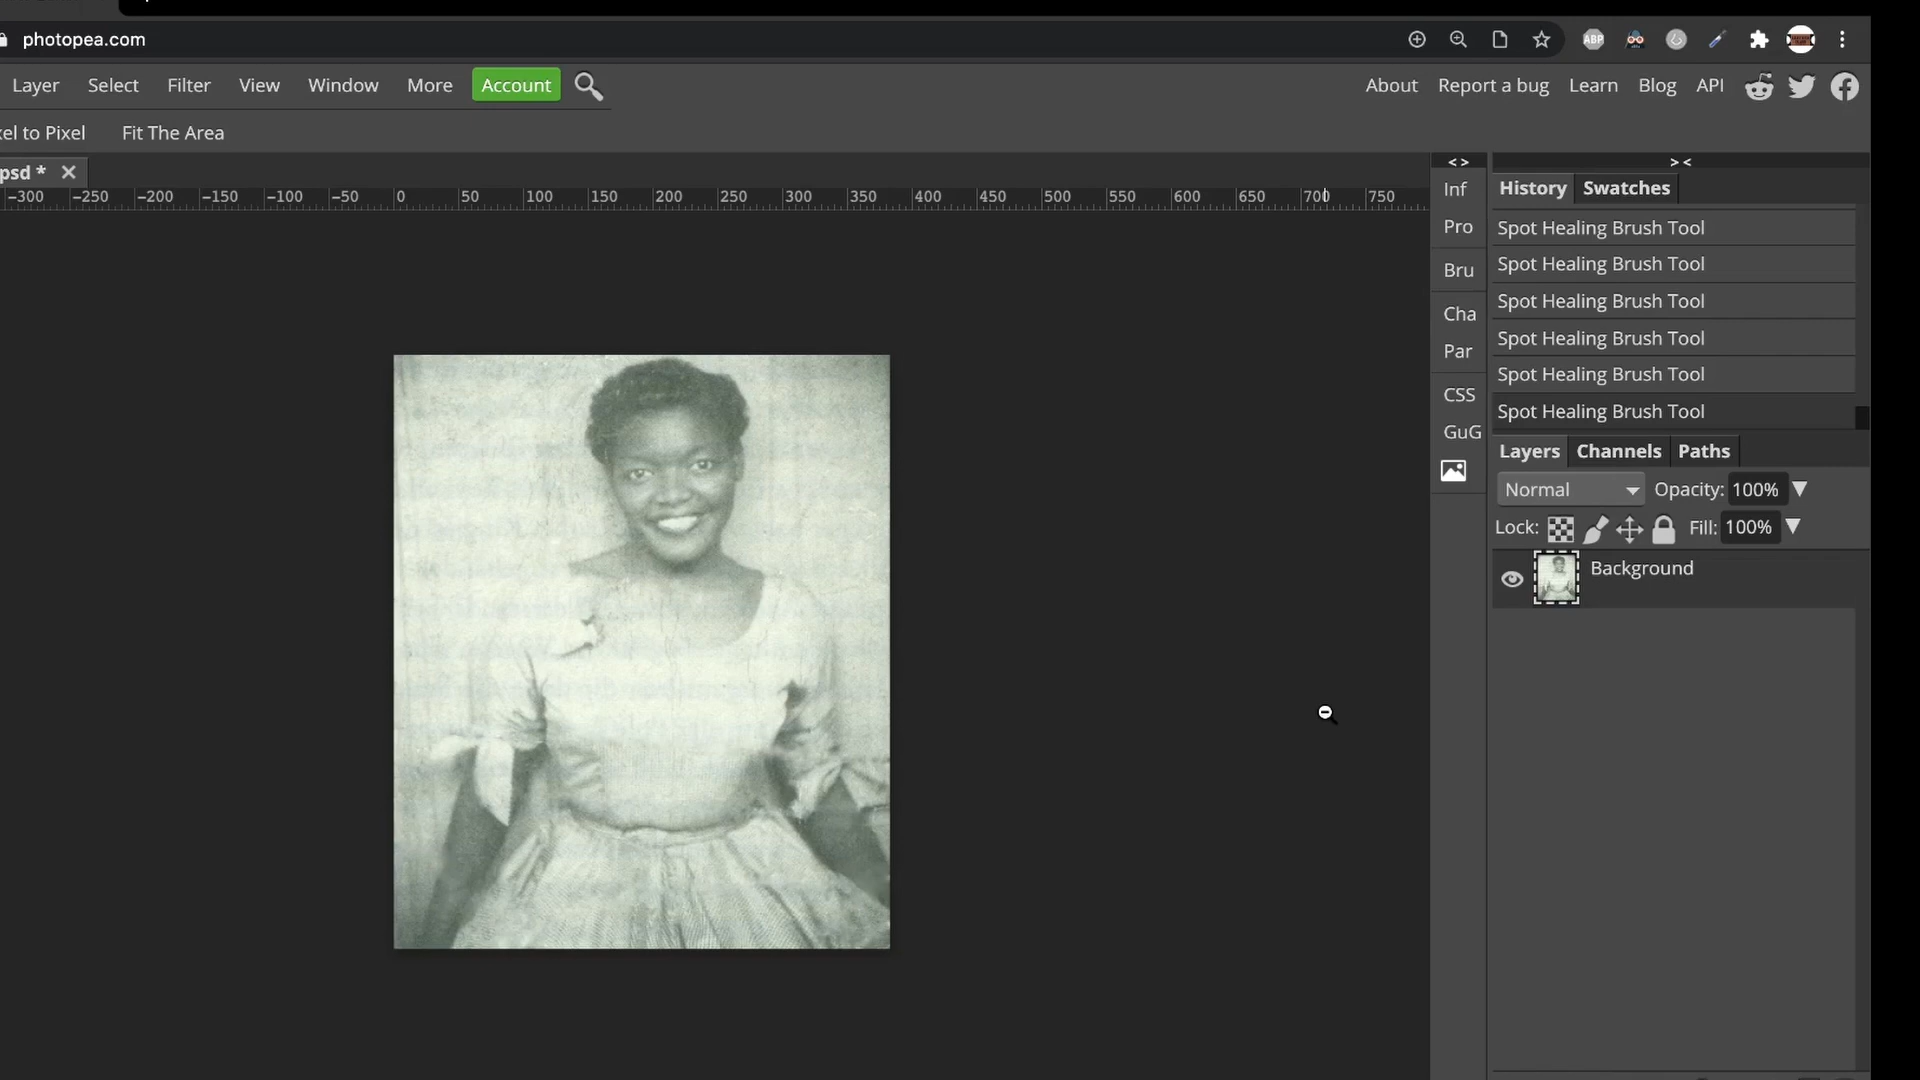 photopea.com
ABP
Layer Select Filter View Window More Account
About Report a bug Learn Blog API
xel to Pixel Fit The Area
psd *
-300 -250 -200 -150 -100 -50 0 50 100 150 200 250 300 350 400 450 500 550 600 650 700 750
< >
> <
Inf
Pro
Bru
Cha
Par
CSS
GuG
History Swatches
Spot Healing Brush Tool
Spot Healing Brush Tool
Spot Healing Brush Tool
Spot Healing Brush Tool
Spot Healing Brush Tool
Spot Healing Brush Tool
Layers Channels Paths
Normal Opacity: 100%
Lock: Fill: 100%
Background